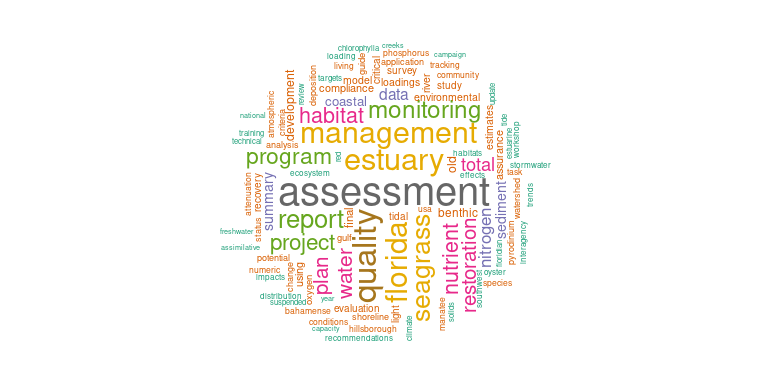 creeks
chlorophylla
phosphorus
campaign
loading
guide
critical
application
living
survey
tracking
community
targets
model
loadings
river
study
deposition
compliance
review
development
atmospheric
coastal
data
environmental
update
national
criteria
habitat
monitoring
estimates
tide
training
technical
management
assurance
estuarine
workshop
analysis
program
red
estuary
old
total
habitats
stormwater
ecosystem
effects
task
attenuation
recovery
summary
assessment
watershed
trends
status
report
final
quality
tidal
usa
benthic
nitrogen
sediment
freshwater
project
gulf
florida
seagrass
nutrient
restoration
floridian
pyrodinium
interagency
assimilative
potential
numeric
impacts
change
using
plan
water
southwest
oyster
species
distribution
suspended
oxygen
year
bahamense
evaluation
shoreline
light
manatee
solids
conditions
capacity
hillsborough
climate
recommendations